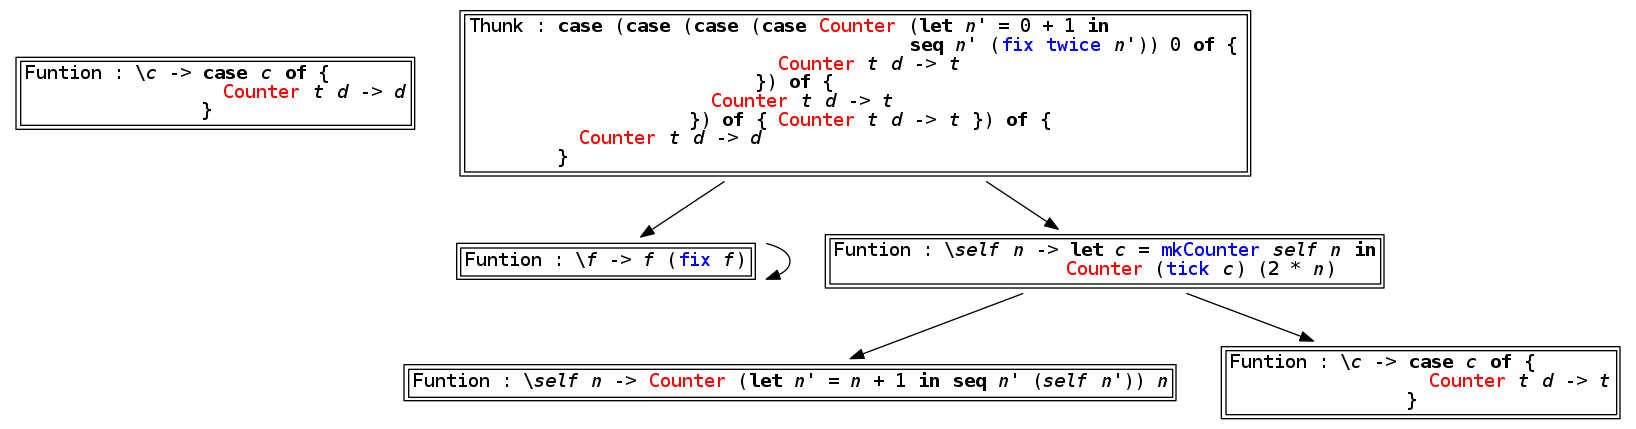 Thunk : case (case (case (case Counter (let n' = 0 + 1 in
seq n' (fix twice n')) 0 of {
Counter t d -> t
}) of {
Counter t d -> t
}) of { Counter t d -> t }) of {
Counter t d -> d
}
Funtion : \c -> case c of {
Counter t d -> d
}
Funtion : \f -> f (fix f)
Funtion : \self n -> let c = mkCounter self n in
Counter (tick c) (2 * n)
Funtion : \self n -> Counter (let n' = n + 1 in seq n' (self n')) n
Funtion : \c -> case c of {
Counter t d -> t
}